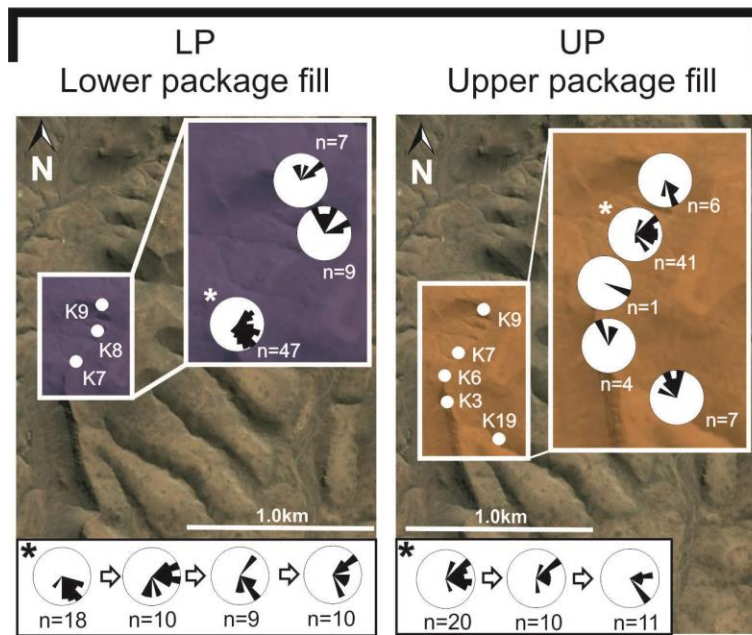 LP
Lower package fill
N
n=7
n=9
*
n=47
K9
K8
K7
1.0km
*
n=18
n=10
n=9
n=10
UP
Upper package fill
N
n=6
*
n=41
n=1
n=4
n=7
K9
K7
K6
K3
K19
1.0km
*
n=20
n=10
n=11